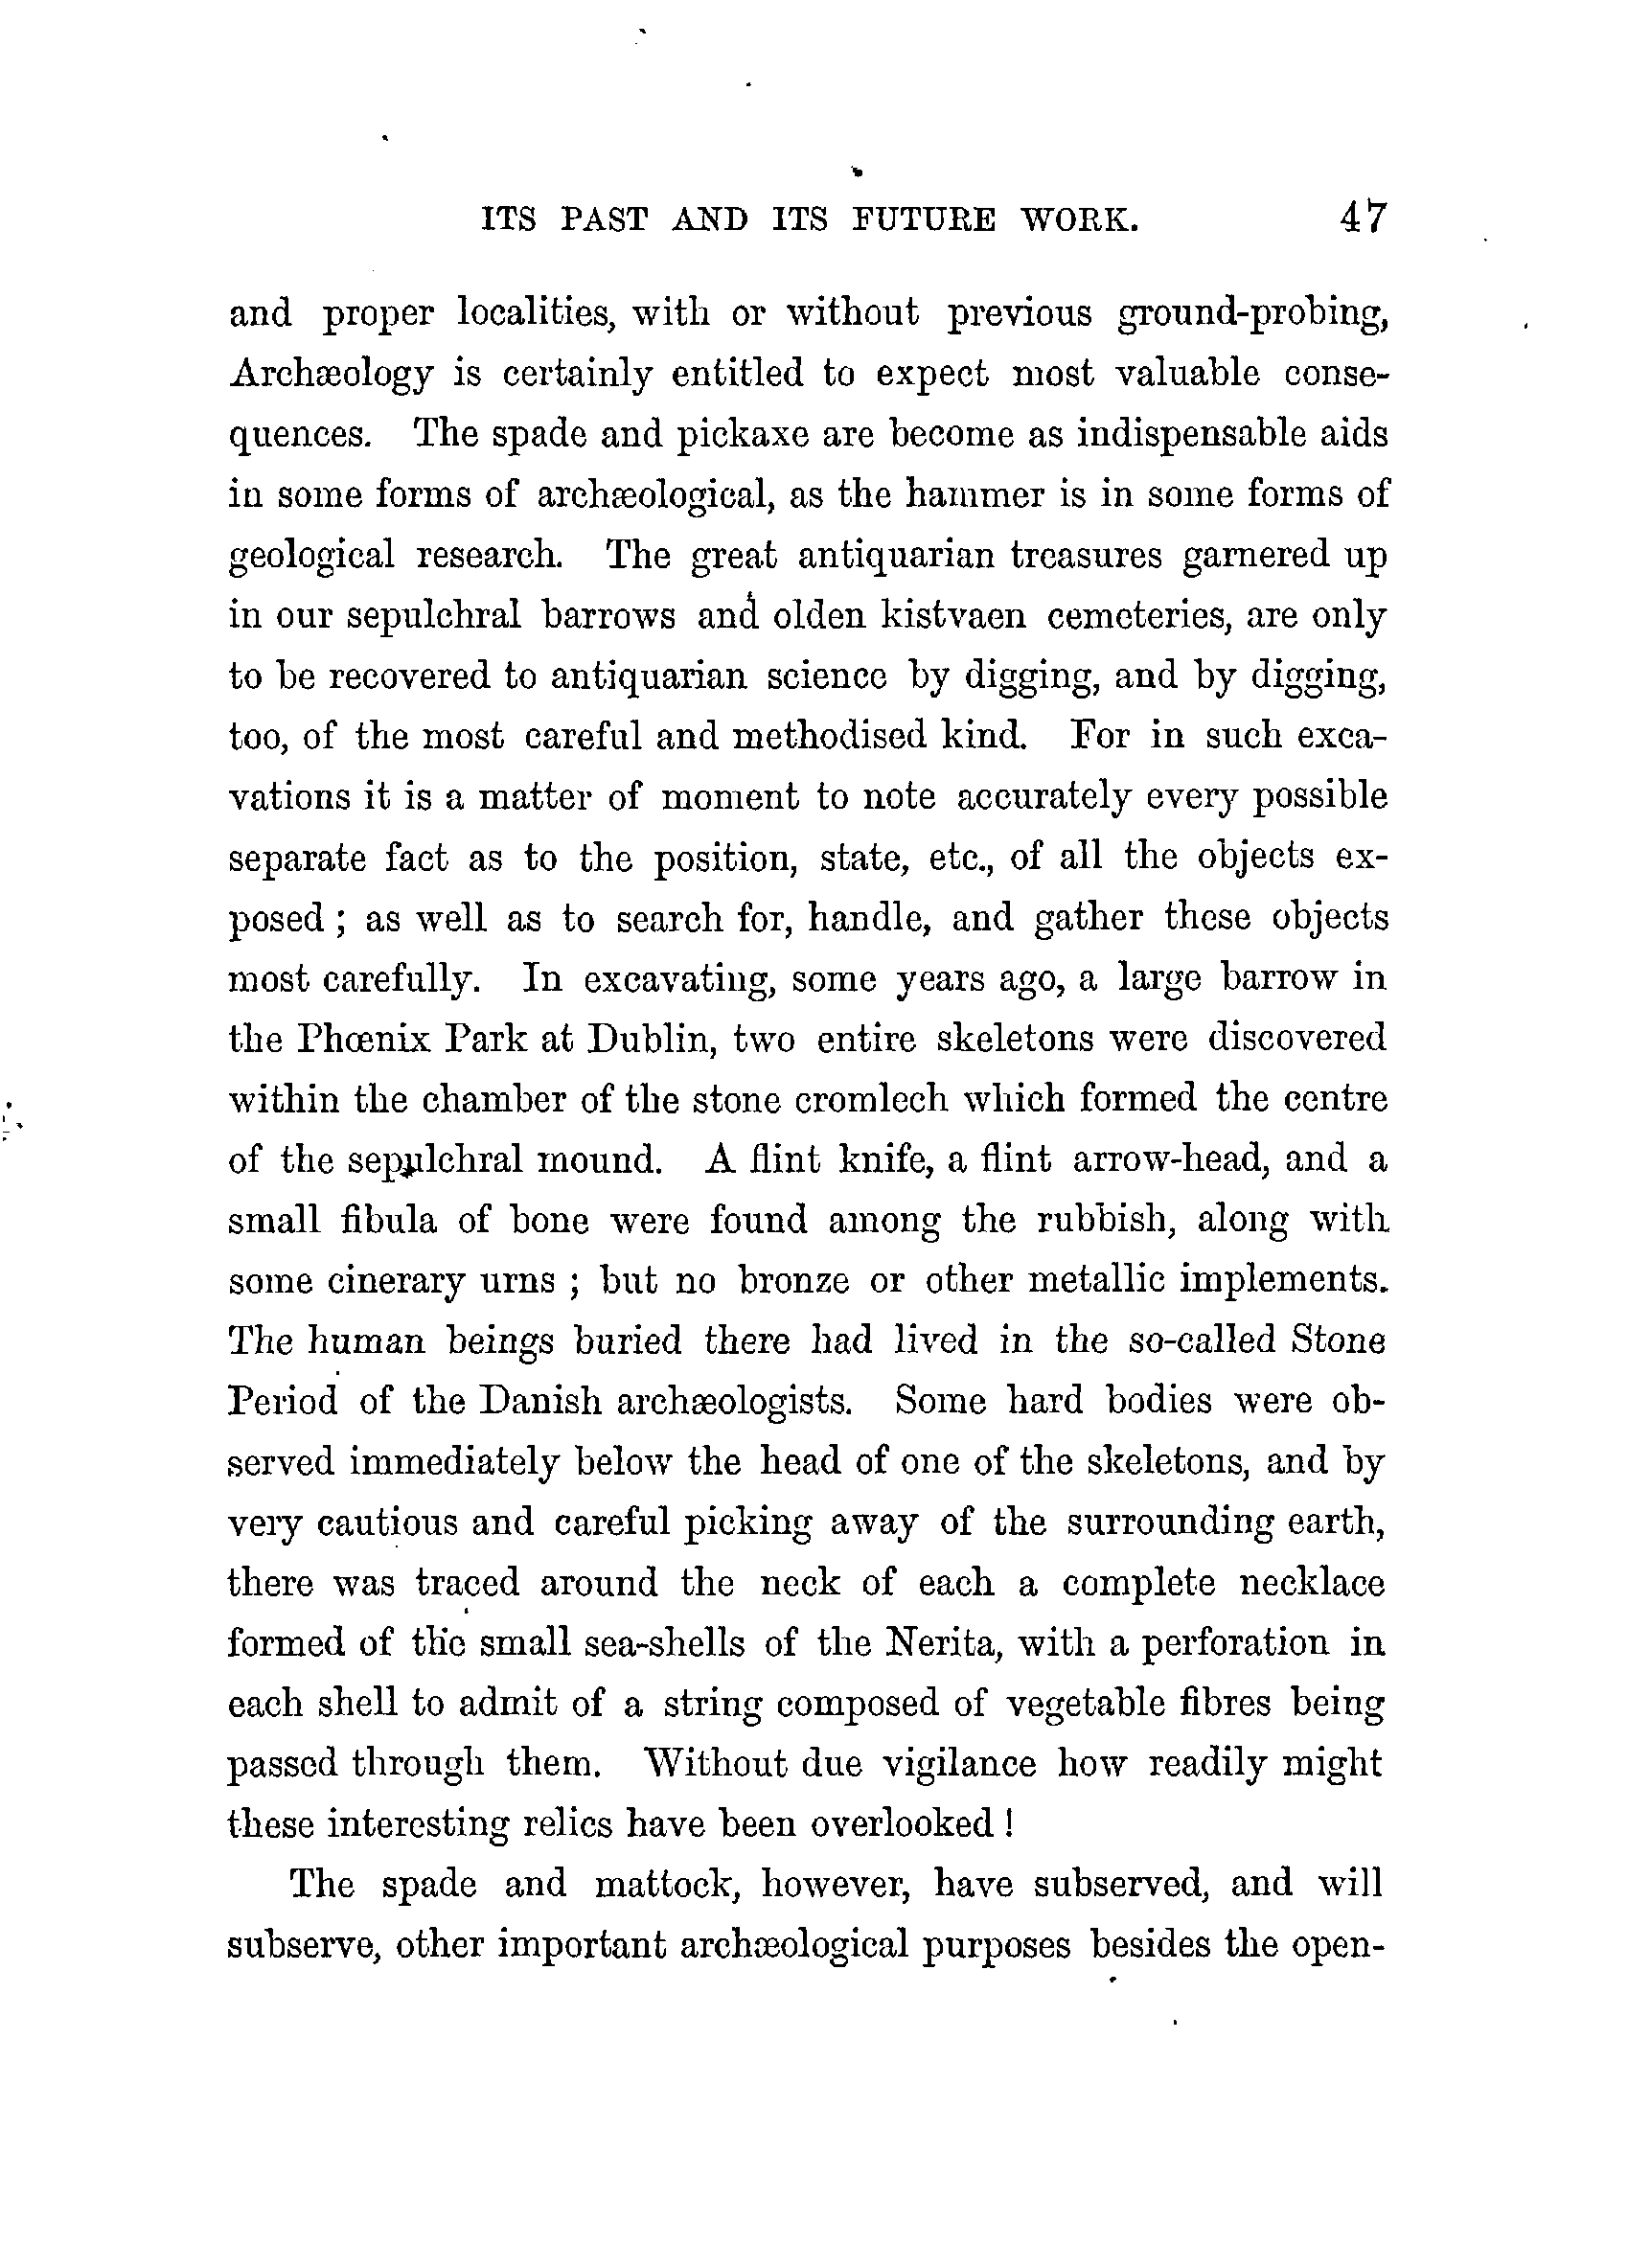 ITS PAST AND ITS FUTURE WORK. 47
and proper localities, with or without previous ground-probing,
Archæology is certainly entitled to expect most valuable conse-
quences. The spade and pickaxe are become as indispensable aids
in some forms of archæological, as the hammer is in some forms of
geological research. The great antiquarian treasures garnered up
in our sepulchral barrows and olden kistvaen cemeteries, are only
to be recovered to antiquarian science by digging, and by digging,
too, of the most careful and methodised kind. For in such exca-
vations it is a matter of moment to note accurately every possible
separate fact as to the position, state, etc., of all the objects ex-
posed ; as well as to search for, handle, and gather these objects
most carefully. In excavating, some years ago, a large barrow in
the Phœnix Park at Dublin, two entire skeletons were discovered
within the chamber of the stone cromlech which formed the centre
of the sepulchral mound. A flint knife, a flint arrow-head, and a
small fibula of bone were found among the rubbish, along with
some cinerary urns ; but no bronze or other metallic implements.
The human beings buried there had lived in the so-called Stone
Period of the Danish archæologists. Some hard bodies were ob-
served immediately below the head of one of the skeletons, and by
very cautious and careful picking away of the surrounding earth,
there was traced around the neck of each a complete necklace
formed of the small sea-shells of the Nerita, with a perforation in
each shell to admit of a string composed of vegetable fibres being
passed through them. Without due vigilance how readily might
these interesting relics have been overlooked !
The spade and mattock, however, have subserved, and will
subserve, other important archæological purposes besides the open-